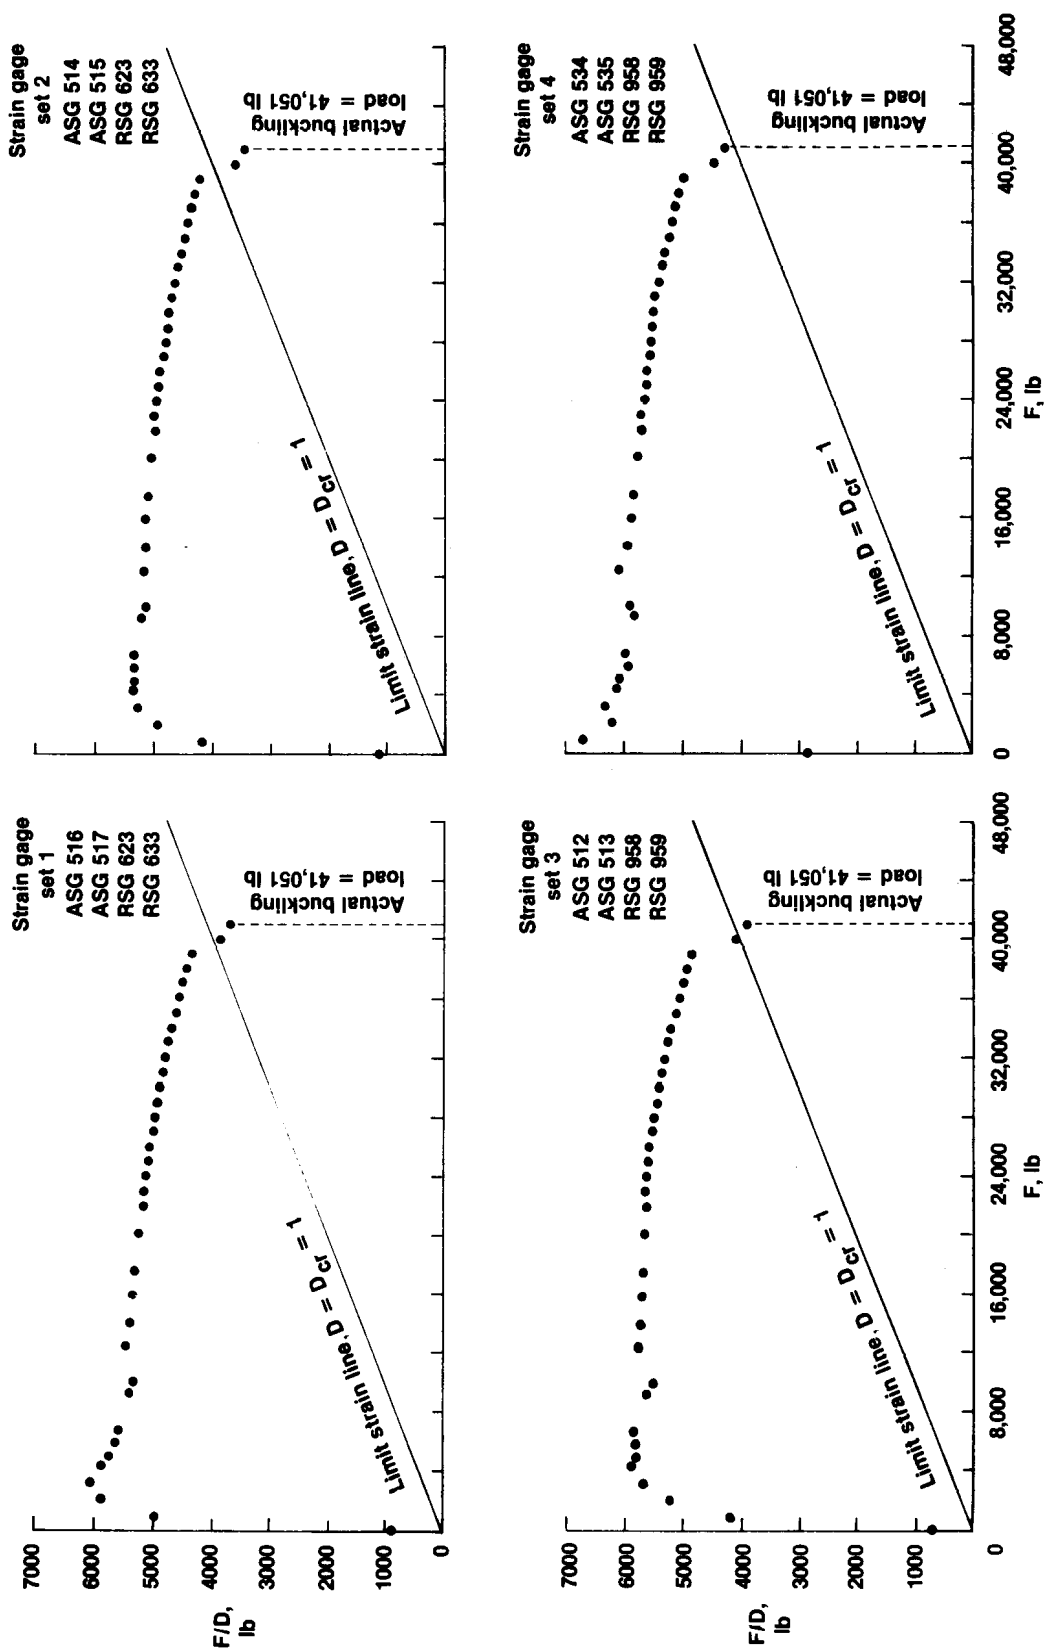 7000
6000
5000
4000
3000
2000
1000
0
F/D,
lb
Strain gage
set 1
ASG 516
ASG 517
RSG 623
RSG 633
Limit strain line, D = Dcr = 1
Actual buckling
load = 41,051 lb
Strain gage
set 2
ASG 514
ASG 515
RSG 623
RSG 633
Limit strain line, D = Dcr = 1
Actual buckling
load = 41,051 lb
7000
6000
5000
4000
3000
2000
1000
0
F/D,
lb
Strain gage
set 3
ASG 512
ASG 513
RSG 958
RSG 959
Limit strain line, D = Dcr = 1
Actual buckling
load = 41,051 lb
8,000
16,000
24,000
32,000
40,000
48,000
F, lb
Strain gage
set 4
ASG 534
ASG 535
RSG 958
RSG 959
Limit strain line, D = Dcr = 1
Actual buckling
load = 41,051 lb
0
8,000
16,000
24,000
32,000
40,000
48,000
F, lb